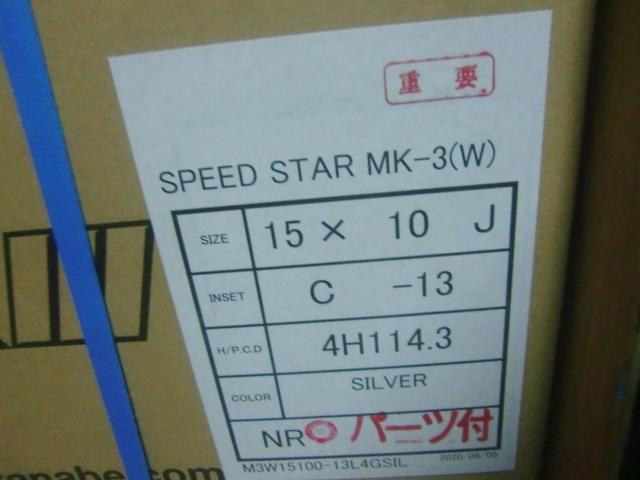 重要
SPEED STAR MK-3(W)
SIZE 15 × 10 J
INSET C -13
H/P.C.D 4H114.3
COLOR SILVER
NR パーツ付
M3W15100-13L4GSIL 2020/06/05